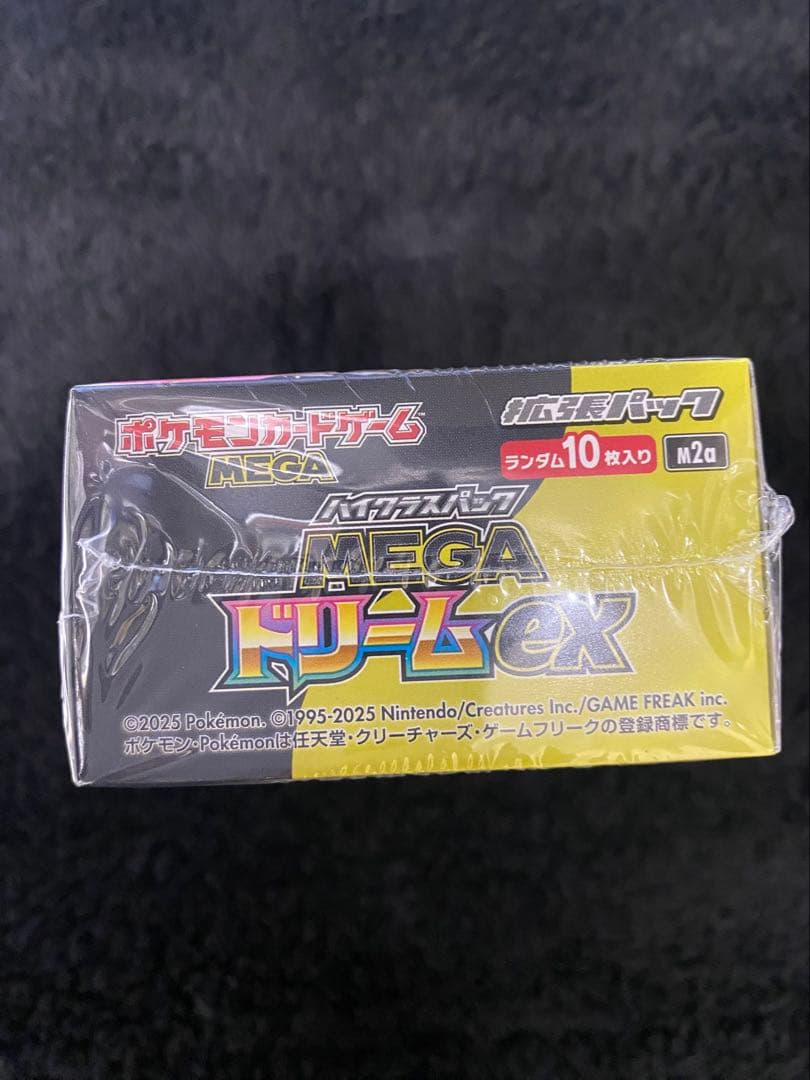 ポケモンカードゲーム™
MEGA
拡張パック
ランダム10枚入り
M2a
ハイクラスパック
MEGA
ドリームex
©2025 Pokémon. ©1995-2025 Nintendo/Creatures Inc./GAME FREAK inc.
ポケモン・Pokémonは任天堂・クリーチャーズ・ゲームフリークの登録商標です。